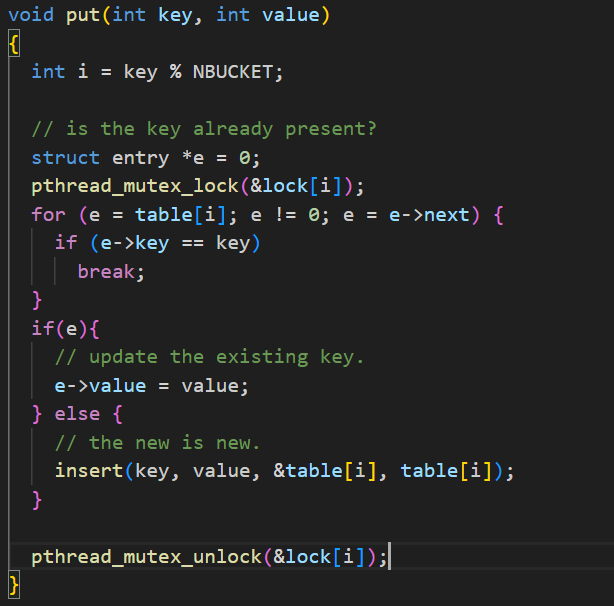 void put(int key, int value)
{
  int i = key % NBUCKET;

  // is the key already present?
  struct entry *e = 0;
  pthread_mutex_lock(&lock[i]);
  for (e = table[i]; e != 0; e = e->next) {
    if (e->key == key)
      break;
  }
  if(e){
    // update the existing key.
    e->value = value;
  } else {
    // the new is new.
    insert(key, value, &table[i], table[i]);
  }

  pthread_mutex_unlock(&lock[i]);
}